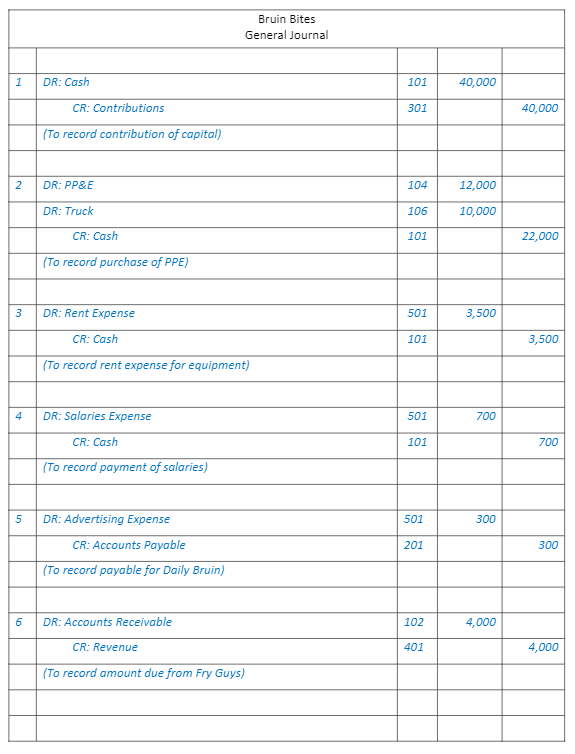 Bruin Bites
General Journal
1 DR: Cash 101 40,000
CR: Contributions 301 40,000
(To record contribution of capital)
2 DR: PP&E 104 12,000
DR: Truck 106 10,000
CR: Cash 101 22,000
(To record purchase of PPE)
3 DR: Rent Expense 501 3,500
CR: Cash 101 3,500
(To record rent expense for equipment)
4 DR: Salaries Expense 501 700
CR: Cash 101 700
(To record payment of salaries)
5 DR: Advertising Expense 501 300
CR: Accounts Payable 201 300
(To record payable for Daily Bruin)
6 DR: Accounts Receivable 102 4,000
CR: Revenue 401 4,000
(To record amount due from Fry Guys)